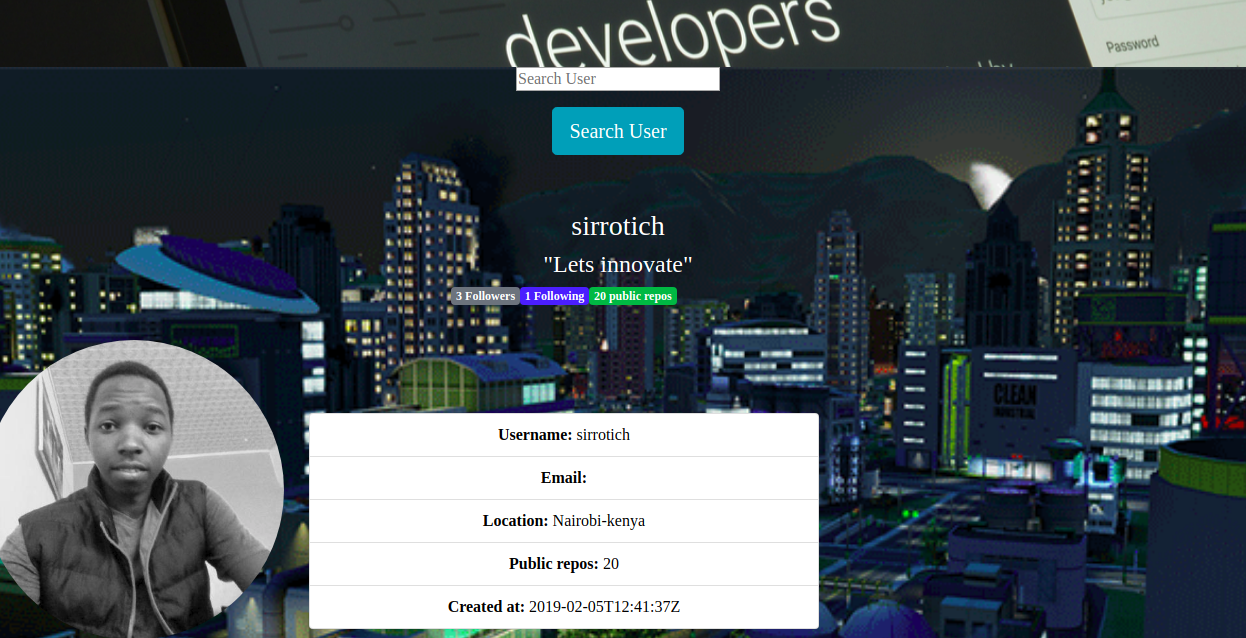 developers
Password
Search User
Search User
sirrotich
"Lets innovate"
3 Followers 1 Following 20 public repos
Username: sirrotich
Email:
Location: Nairobi-kenya
Public repos: 20
Created at: 2019-02-05T12:41:37Z
CLEAN
INDUSTRIAL